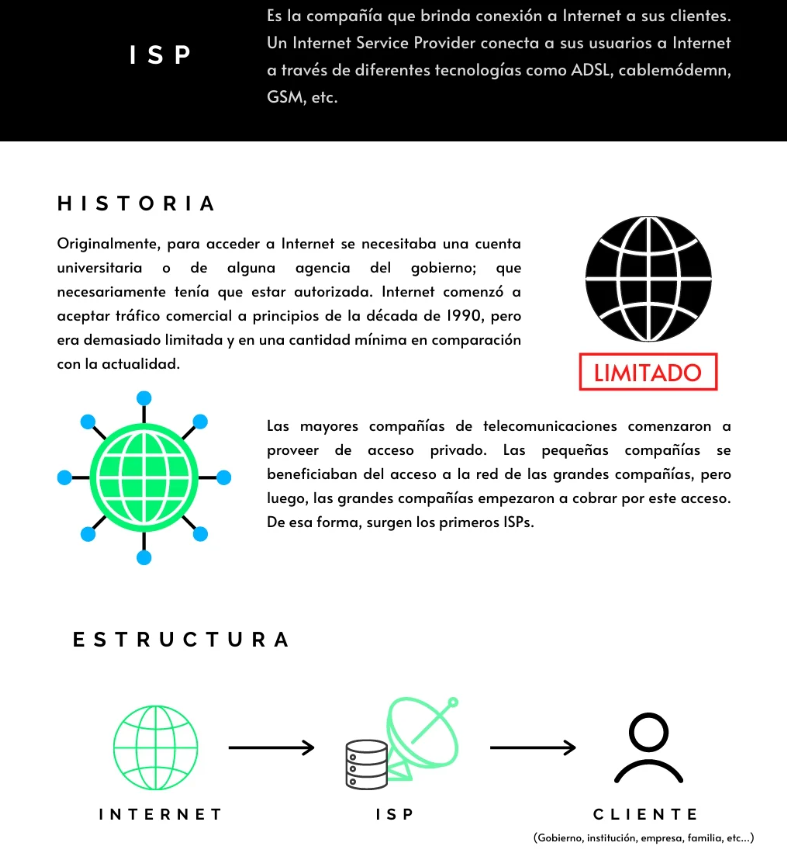 Es la compañía que brinda conexión a Internet a sus clientes.
Un Internet Service Provider conecta a sus usuarios a Internet
I S P
a través de diferentes tecnologías como ADSL, cablemódemn,
GSM, etc.
HISTORIA
Originalmente, para acceder a Internet se necesitaba una cuenta
universitaria o de alguna agencia del gobierno; que
necesariamente tenía que estar autorizada. Internet comenzó a
aceptar tráfico comercial a principios de la década de 1990, pero
era demasiado limitada y en una cantidad mínima en comparación
con la actualidad.
LIMITADO
Las mayores compañías de telecomunicaciones comenzaron a
proveer de acceso privado. Las pequeñas compañías se
beneficiaban del acceso a la red de las grandes compañías, pero
luego, las grandes compañías empezaron a cobrar por este acceso.
De esa forma, surgen los primeros ISPs.
ESTRUCTURA
INTERNET
ISP
CLIENTE
(Gobierno, institución, empresa, familia, etc...)